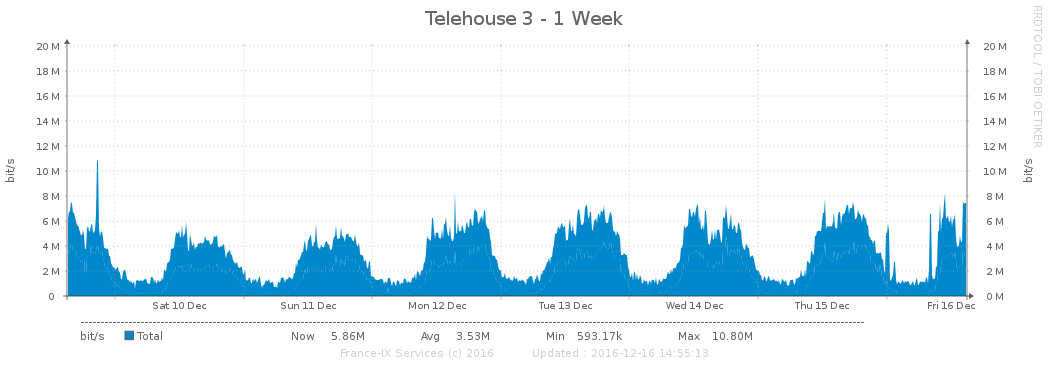 Telehouse 3 - 1 Week
RRDTOOL / TOBI OETIKER
bit/s
bit/s
20 M 20 M
18 M 18 M
16 M 16 M
14 M 14 M
12 M 12 M
10 M 10 M
8 M 8 M
6 M 6 M
4 M 4 M
2 M 2 M
0 0 M
Sat 10 Dec Sun 11 Dec Mon 12 Dec Tue 13 Dec Wed 14 Dec Thu 15 Dec Fri 16 Dec
bit/s Total Now 5.86M Avg 3.53M Min 593.17k Max 10.80M
France-IX Services (c) 2016 Updated : 2016-12-16 14:55:13